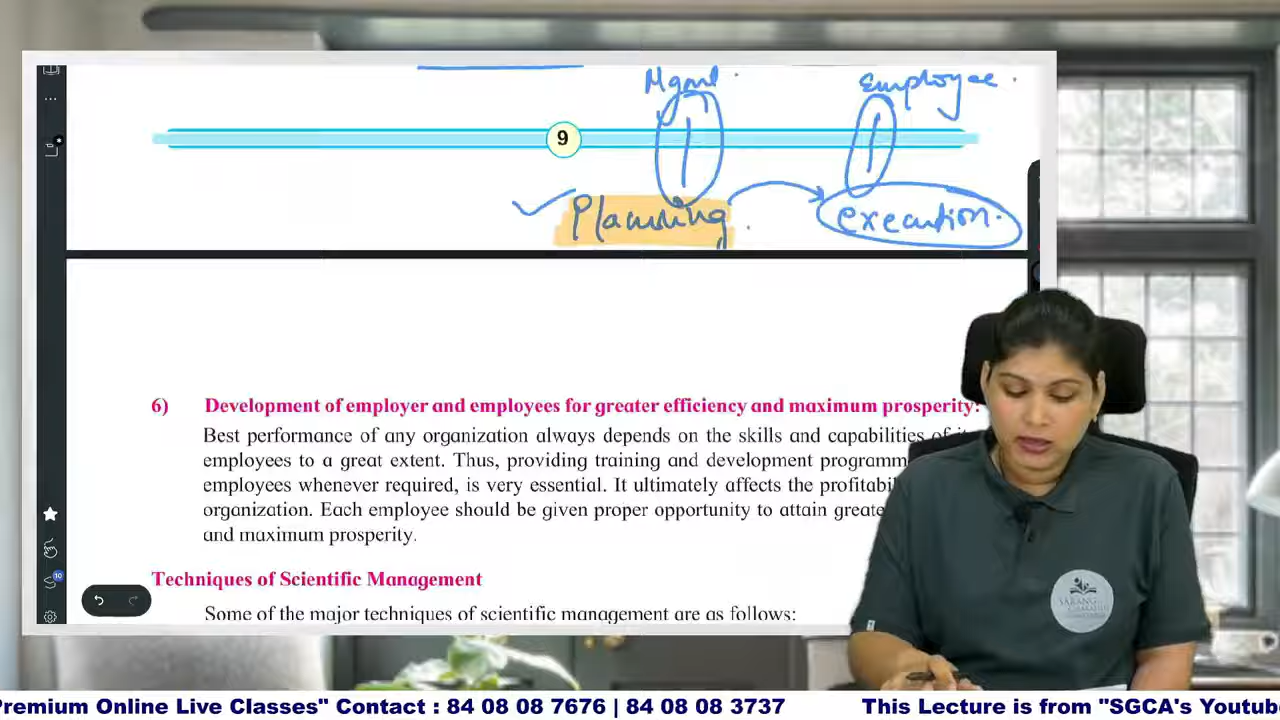 Mgmt. Employee.
9
Planning. execution.
6) Development of employer and employees for greater efficiency and maximum prosperity:
Best performance of any organization always depends on the skills and capabilities of
employees to a great extent. Thus, providing training and development
employees whenever required, is very essential. It ultimately affects the
organization. Each employee should be given proper opportunity to attain
and maximum prosperity.
Techniques of Scientific Management
Some of the major techniques of scientific management are as follows:
10
Premium Online Live Classes" Contact : 84 08 08 7676 | 84 08 08 3737 This Lecture is from "SGCA's